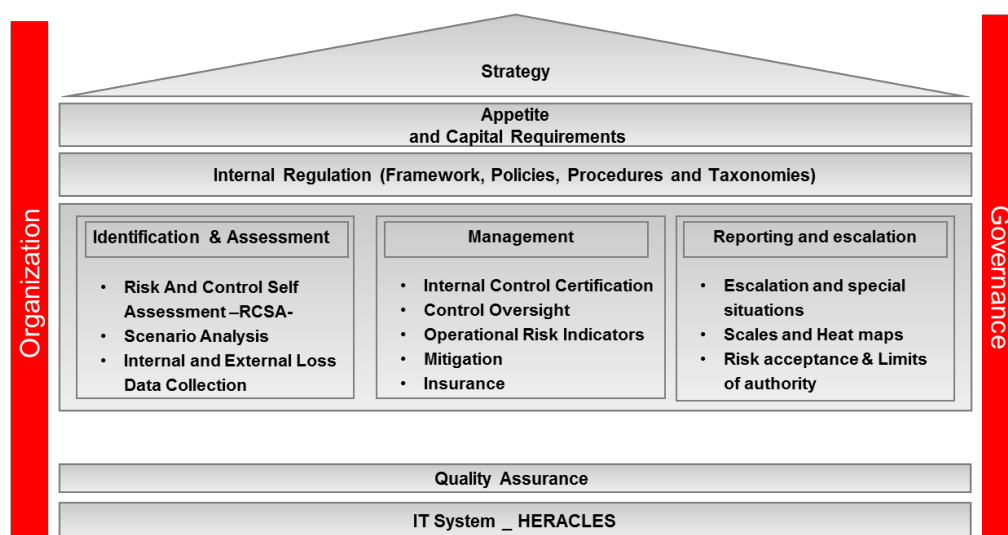 Strategy
Appetite
and Capital Requirements
Internal Regulation (Framework, Policies, Procedures and Taxonomies)
Organization
Identification & Assessment
• Risk And Control Self
Assessment –RCSA-
• Scenario Analysis
• Internal and External Loss
Data Collection
Management
• Internal Control Certification
• Control Oversight
• Operational Risk Indicators
• Mitigation
• Insurance
Reporting and escalation
• Escalation and special
situations
• Scales and Heat maps
• Risk acceptance & Limits
of authority
Governance
Quality Assurance
IT System _ HERACLES